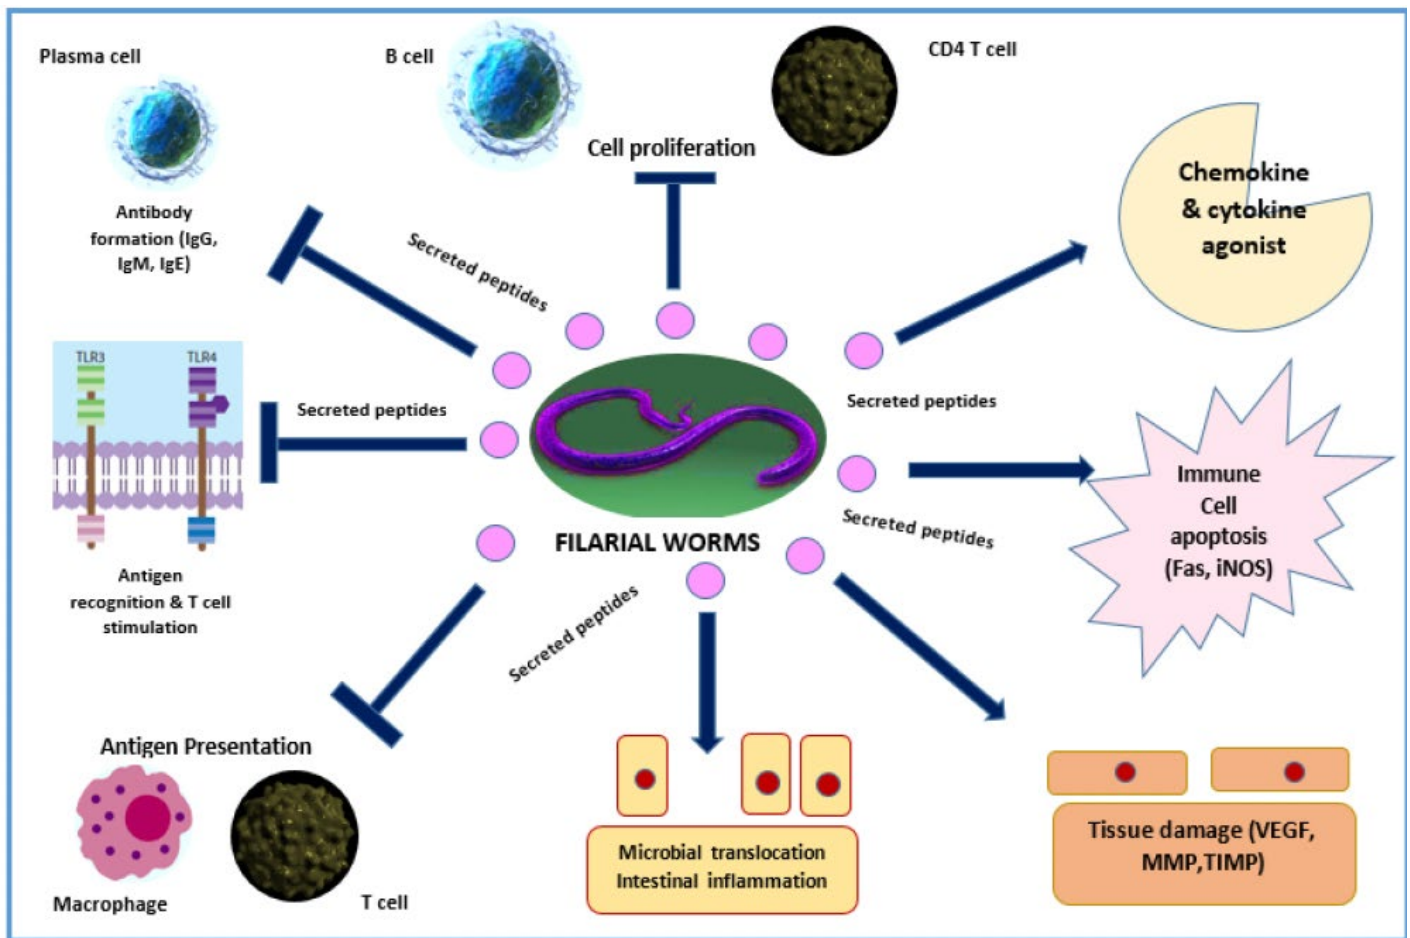 Plasma cell
B cell
CD4 T cell
Cell proliferation
Antibody
formation (IgG,
IgM, IgE)
Secreted peptides
Chemokine
& cytokine
agonist
TLR3
TLR4
Secreted peptides
Secreted peptides
Antigen
recognition & T cell
stimulation
FILARIAL WORMS
Secreted peptides
Immune
Cell
apoptosis
(Fas, iNOS)
Secreted peptides
Antigen Presentation
Macrophage
T cell
Microbial translocation
Intestinal inflammation
Tissue damage (VEGF,
MMP,TIMP)